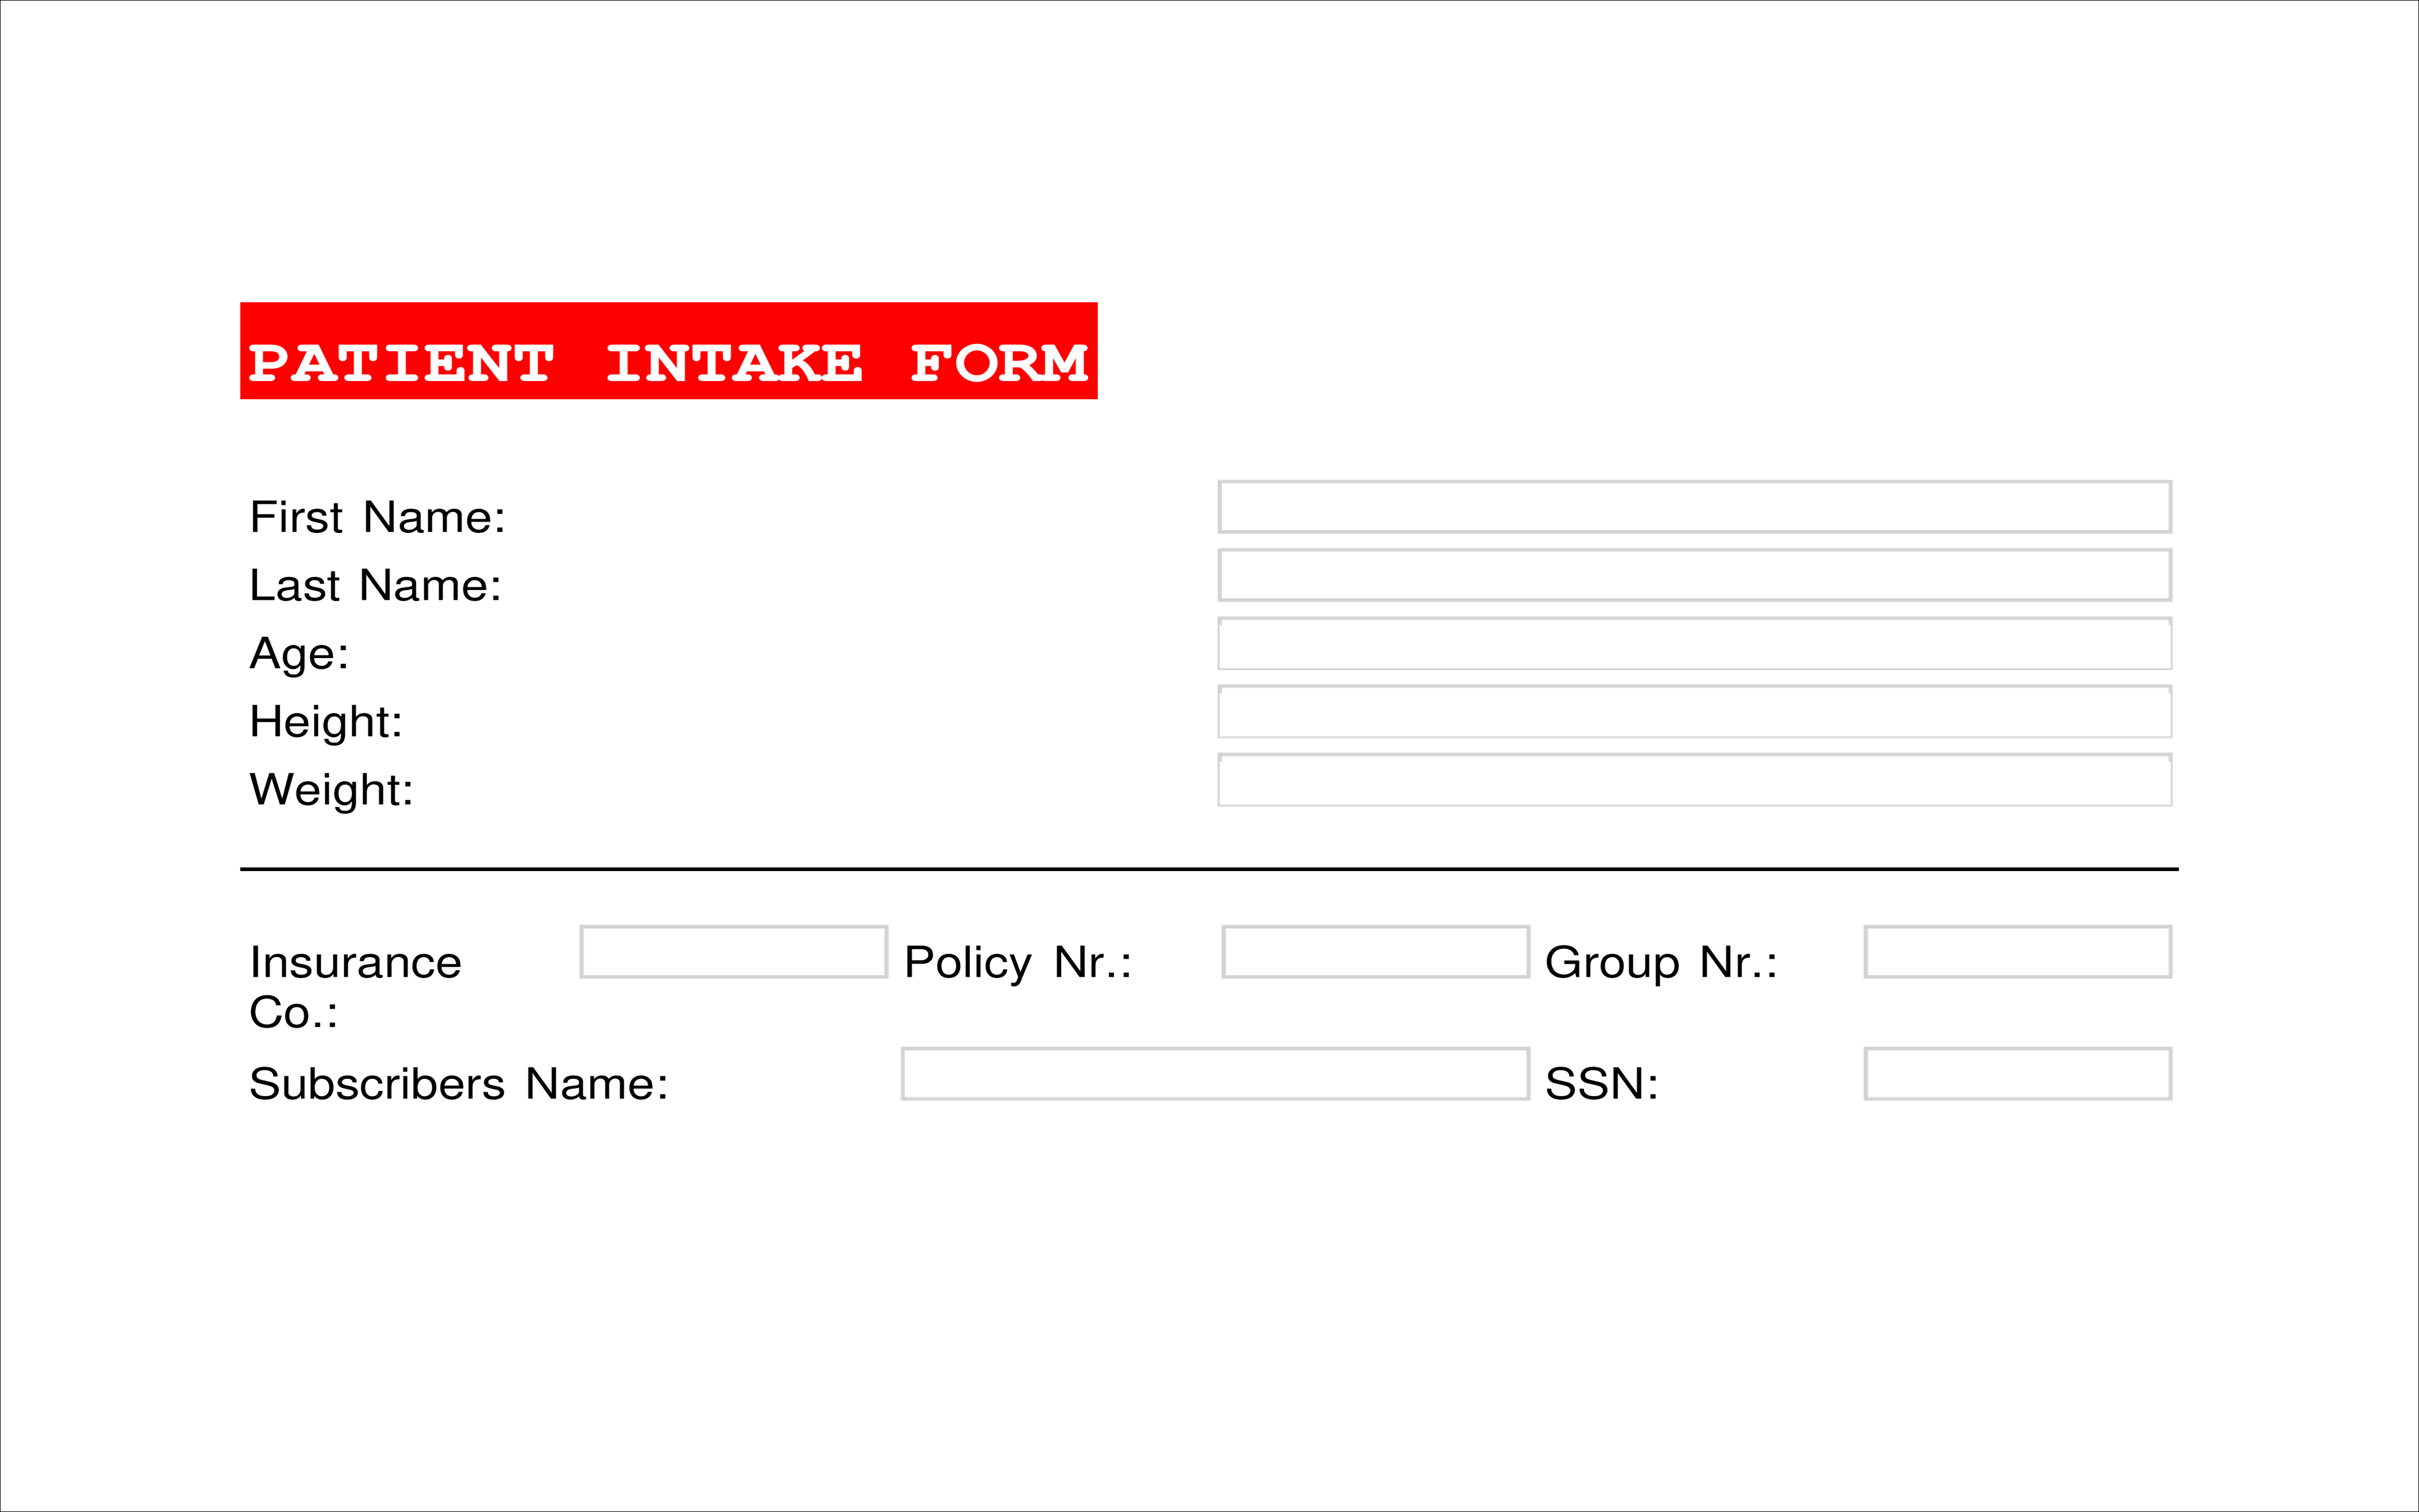 PATIENT INTAKE FORM
First Name:
Last Name:
Age:
Height:
Weight:
Insurance Co.: Policy Nr.: Group Nr.:
Subscribers Name: SSN: